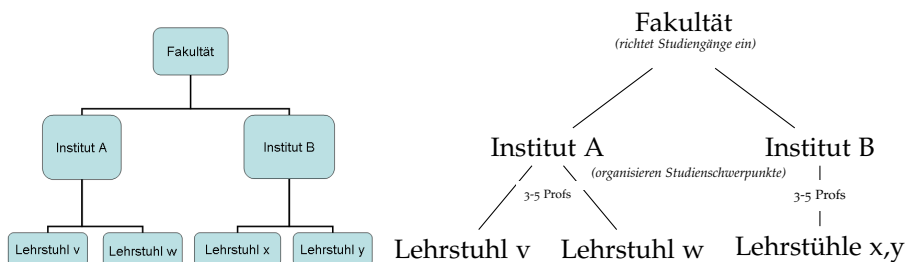 Fakultät
Institut A
Institut B
Lehrstuhl v
Lehrstuhl w
Lehrstuhl x
Lehrstuhl y
Fakultät
(richtet Studiengänge ein)
Institut A
Institut B
(organisieren Studienschwerpunkte)
3-5 Profs
3-5 Profs
Lehrstuhl v
Lehrstuhl w
Lehrstühle x,y